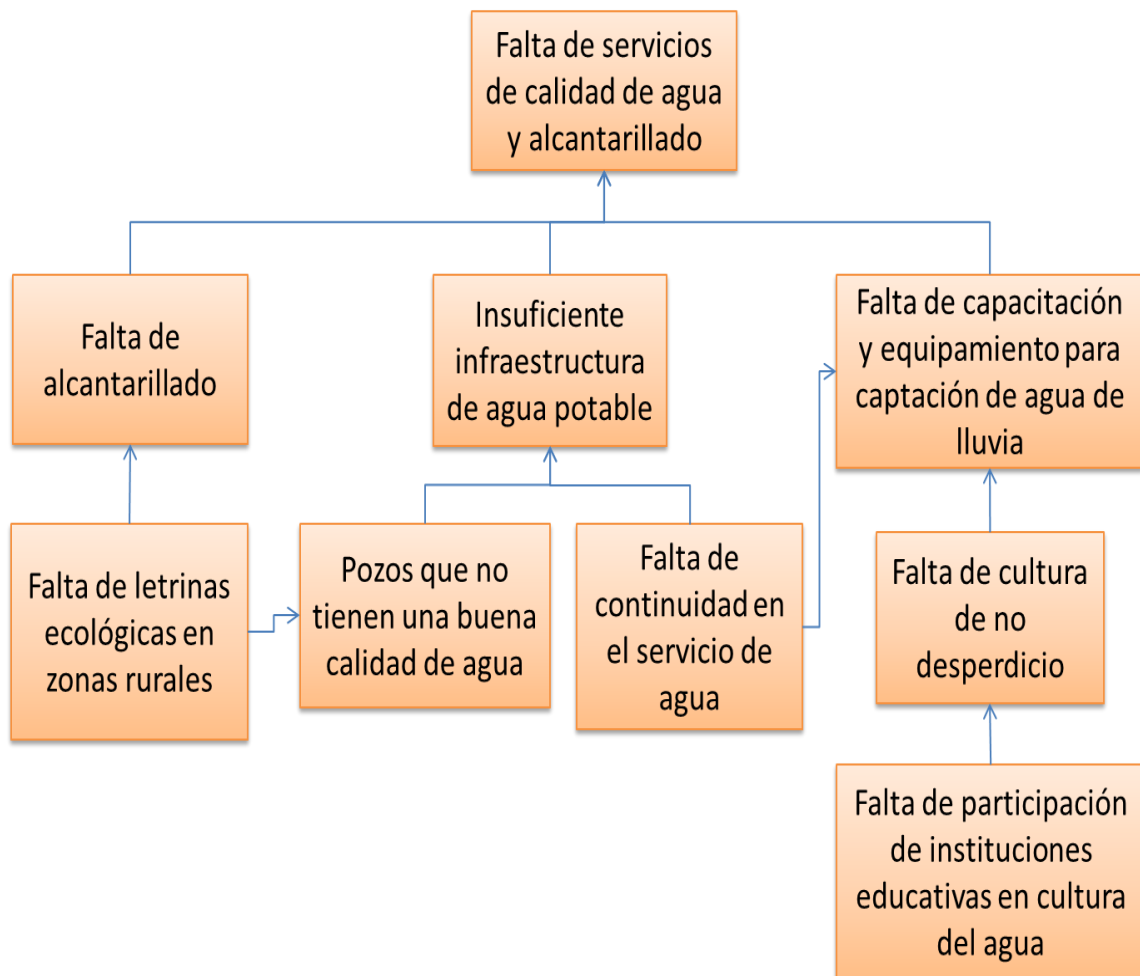 Falta de servicios
de calidad de agua
y alcantarillado
Falta de
alcantarillado
Insuficiente
infraestructura
de agua potable
Falta de capacitación
y equipamiento para
captación de agua de
lluvia
Falta de letrinas
ecológicas en
zonas rurales
Pozos que no
tienen una buena
calidad de agua
Falta de
continuidad en
el servicio de
agua
Falta de cultura
de no
desperdicio
Falta de participación
de instituciones
educativas en cultura
del agua